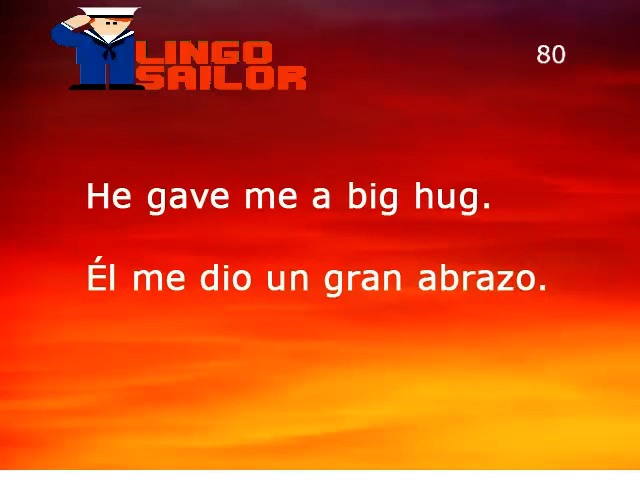 LINGO
SAILOR
80
He gave me a big hug.
Él me dio un gran abrazo.